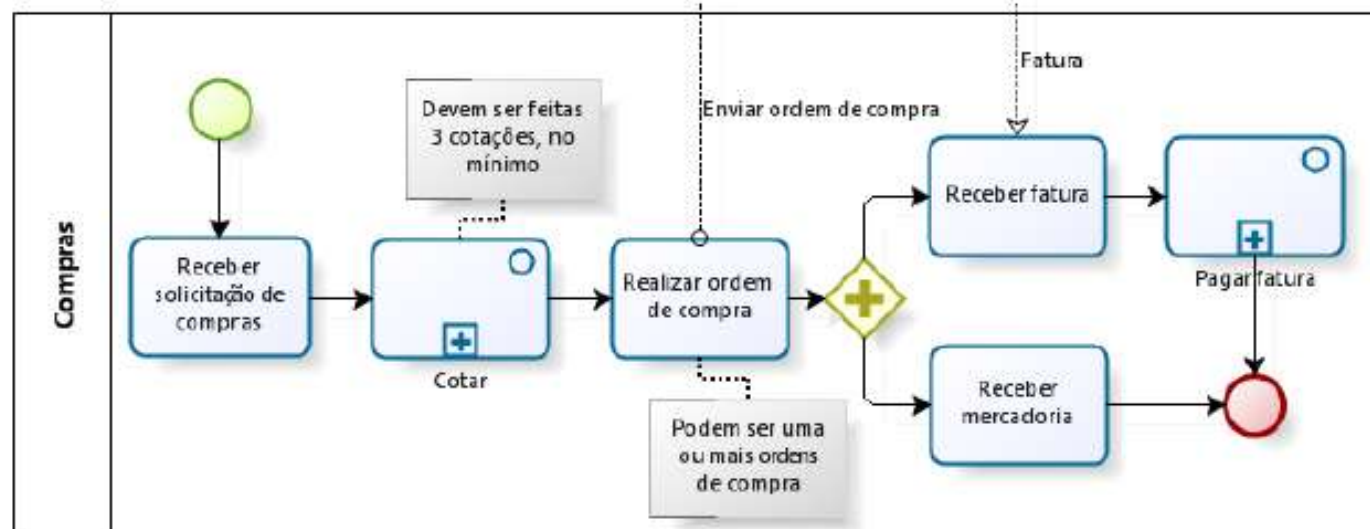 Compras
Receber
solicitação de
compras
Devem ser feitas
3 cotações, no
mínimo
Cotar
Enviar ordem de compra
Realizar ordem
de compra
Podem ser uma
ou mais ordens
de compra
Fatura
Receber fatura
Pagar fatura
Receber
mercadoria